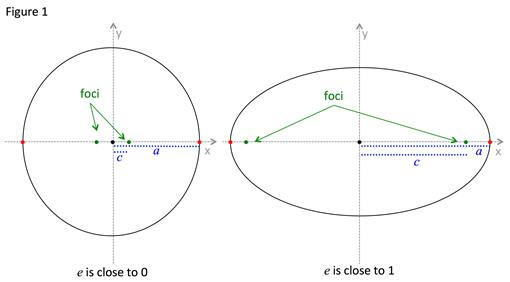 Figure 1
y
foci
a
c
x
e is close to 0
y
foci
a
c
x
e is close to 1